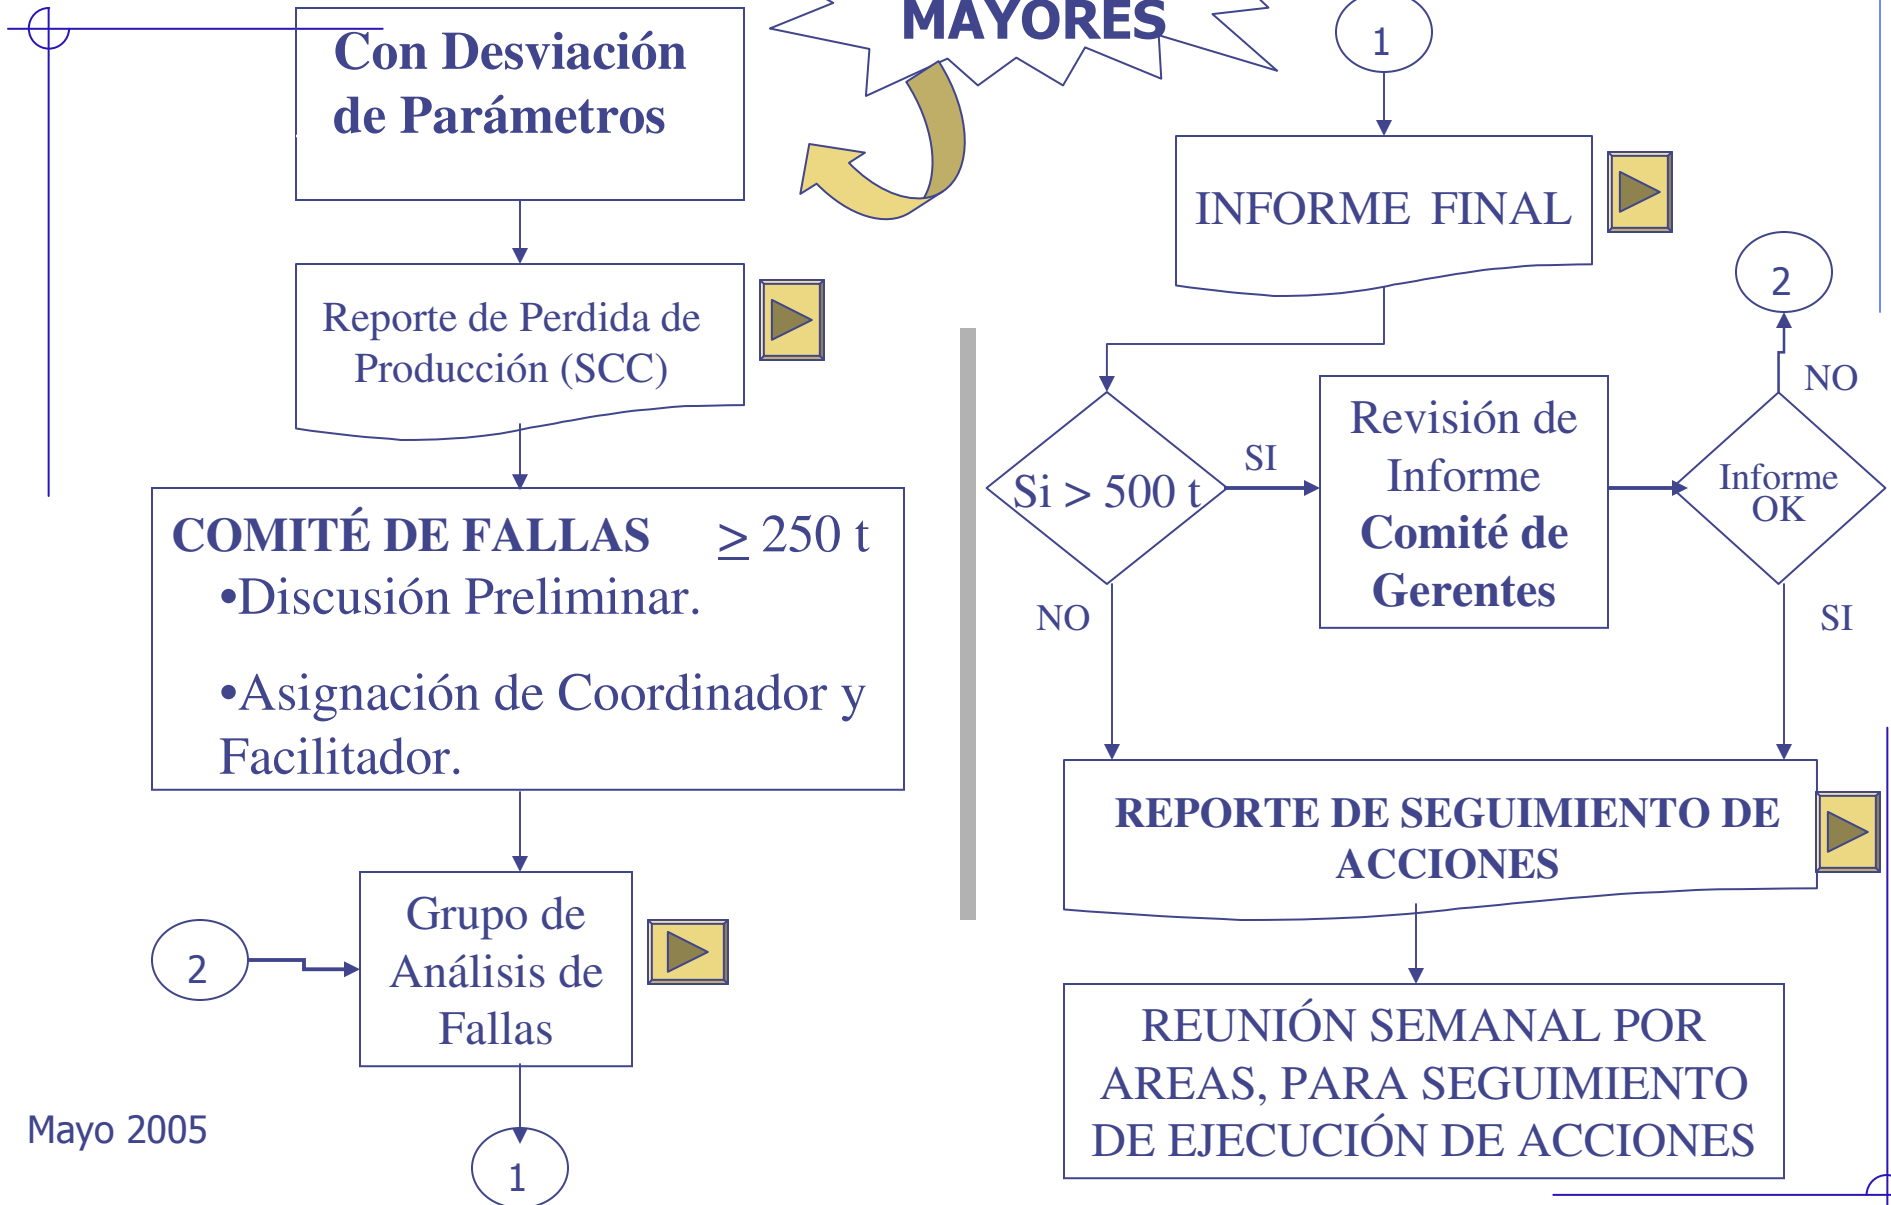 MAYORES
Con Desviación
de Parámetros
Reporte de Perdida de
Producción (SCC)
COMITÉ DE FALLAS ≥ 250 t
•Discusión Preliminar.
•Asignación de Coordinador y
Facilitador.
2
Grupo de
Análisis de
Fallas
Mayo 2005
1
1
INFORME FINAL
2
NO
Si > 500 t
SI
Revisión de
Informe
Comité de
Gerentes
Informe
OK
NO
SI
REPORTE DE SEGUIMIENTO DE
ACCIONES
REUNIÓN SEMANAL POR
AREAS, PARA SEGUIMIENTO
DE EJECUCIÓN DE ACCIONES